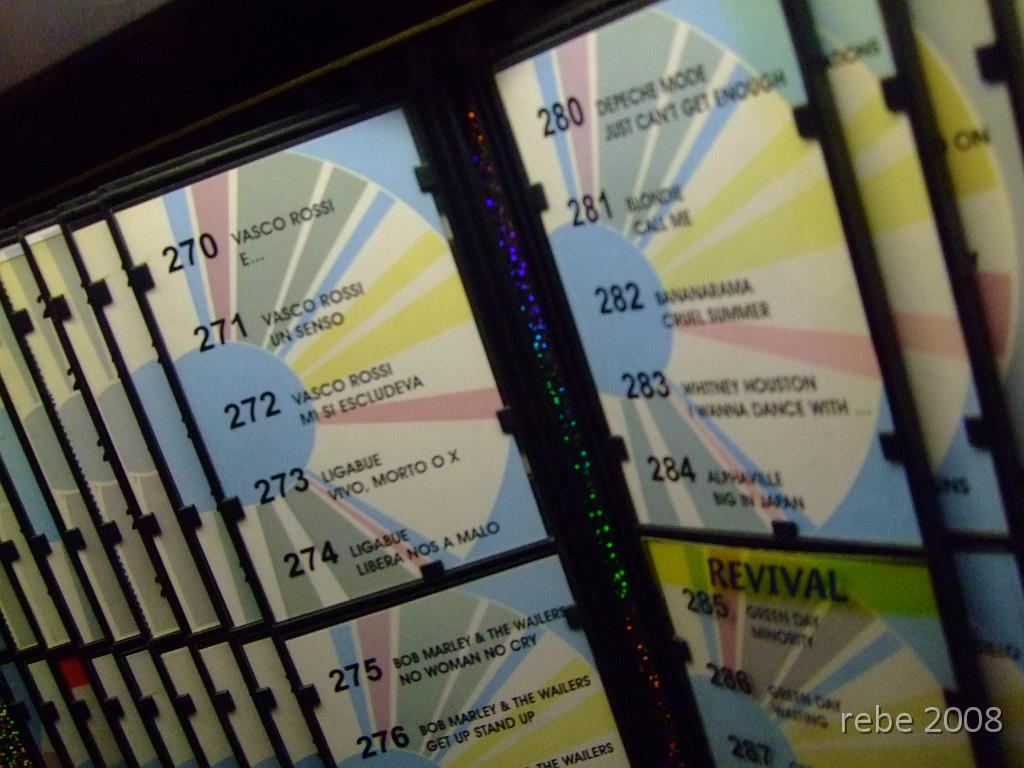 270 VASCO ROSSI
E...
271 VASCO ROSSI
UN SENSO
272 VASCO ROSSI
MI SI ESCLUDEVA
273 LIGABUE
VIVO, MORTO O X
274 LIGABUE
LIBERA NOS A MALO
275 BOB MARLEY & THE WAILERS
NO WOMAN NO CRY
276 BOB MARLEY & THE WAILERS
GET UP STAND UP
THE WAILERS
280 DEPECHE MODE
JUST CAN'T GET ENOUGH
281 BLONDIE
CALL ME
282 BANANARAMA
CRUEL SUMMER
283 WHITNEY HOUSTON
I WANNA DANCE WITH ...
284 ALPHAVILLE
BIG IN JAPAN
REVIVAL
285 GREEN DAY
MINORITY
286 GREEN DAY
WAITING
287
ON
rebe 2008